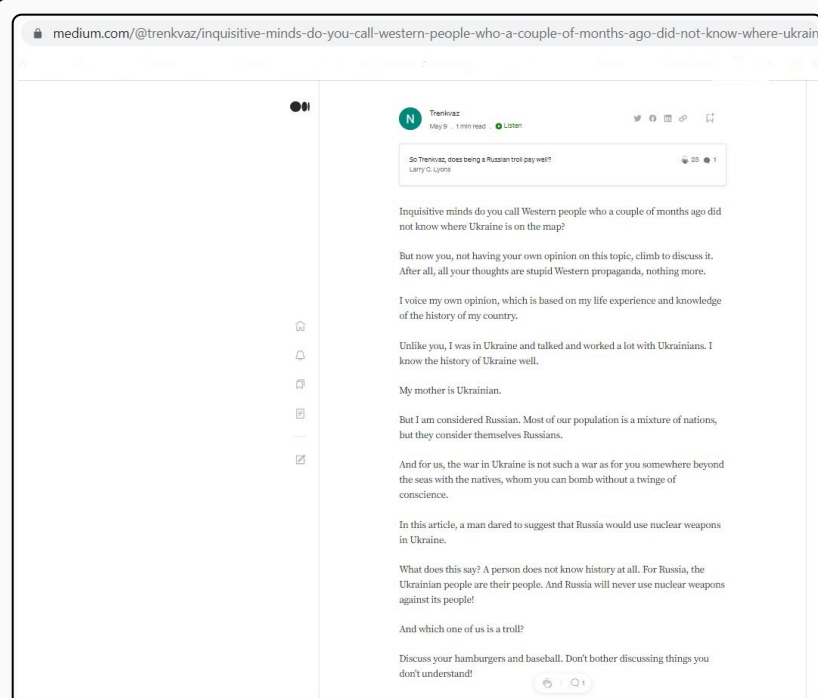 medium.com/@trenkvaz/inquisitive-minds-do-you-call-western-people-who-a-couple-of-months-ago-did-not-know-where-ukrain
N
Trenkvaz
May 9 . 1 min read . Listen
So Trenkvaz, does being a Russian troll pay well?
28 1
Larry G. Lyons
Inquisitive minds do you call Western people who a couple of months ago did
not know where Ukraine is on the map?
But now you, not having your own opinion on this topic, climb to discuss it.
After all, all your thoughts are stupid Western propaganda, nothing more.
I voice my own opinion, which is based on my life experience and knowledge
of the history of my country.
Unlike you, I was in Ukraine and talked and worked a lot with Ukrainians. I
know the history of Ukraine well.
My mother is Ukrainian.
But I am considered Russian. Most of our population is a mixture of nations,
but they consider themselves Russians.
And for us, the war in Ukraine is not such a war as for you somewhere beyond
the seas with the natives, whom you can bomb without a twinge of
conscience.
In this article, a man dared to suggest that Russia would use nuclear weapons
in Ukraine.
What does this say? A person does not know history at all. For Russia, the
Ukrainian people are their people. And Russia will never use nuclear weapons
against its people!
And which one of us is a troll?
Discuss your hamburgers and baseball. Don't bother discussing things you
don't understand!
1